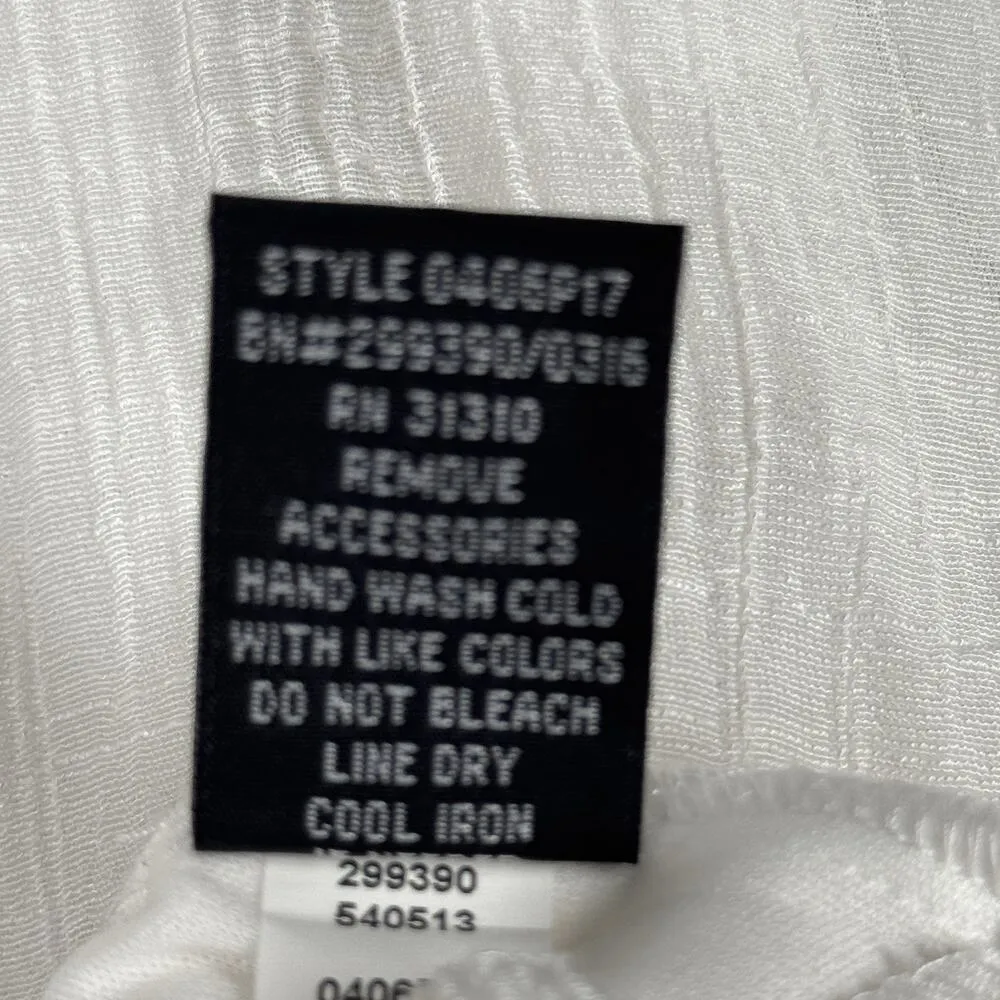 STYLE 0406P17
BN#299390/0316
RN 31310
REMOVE
ACCESSORIES
HAND WASH COLD
WITH LIKE COLORS
DO NOT BLEACH
LINE DRY
COOL IRON
299390
540513